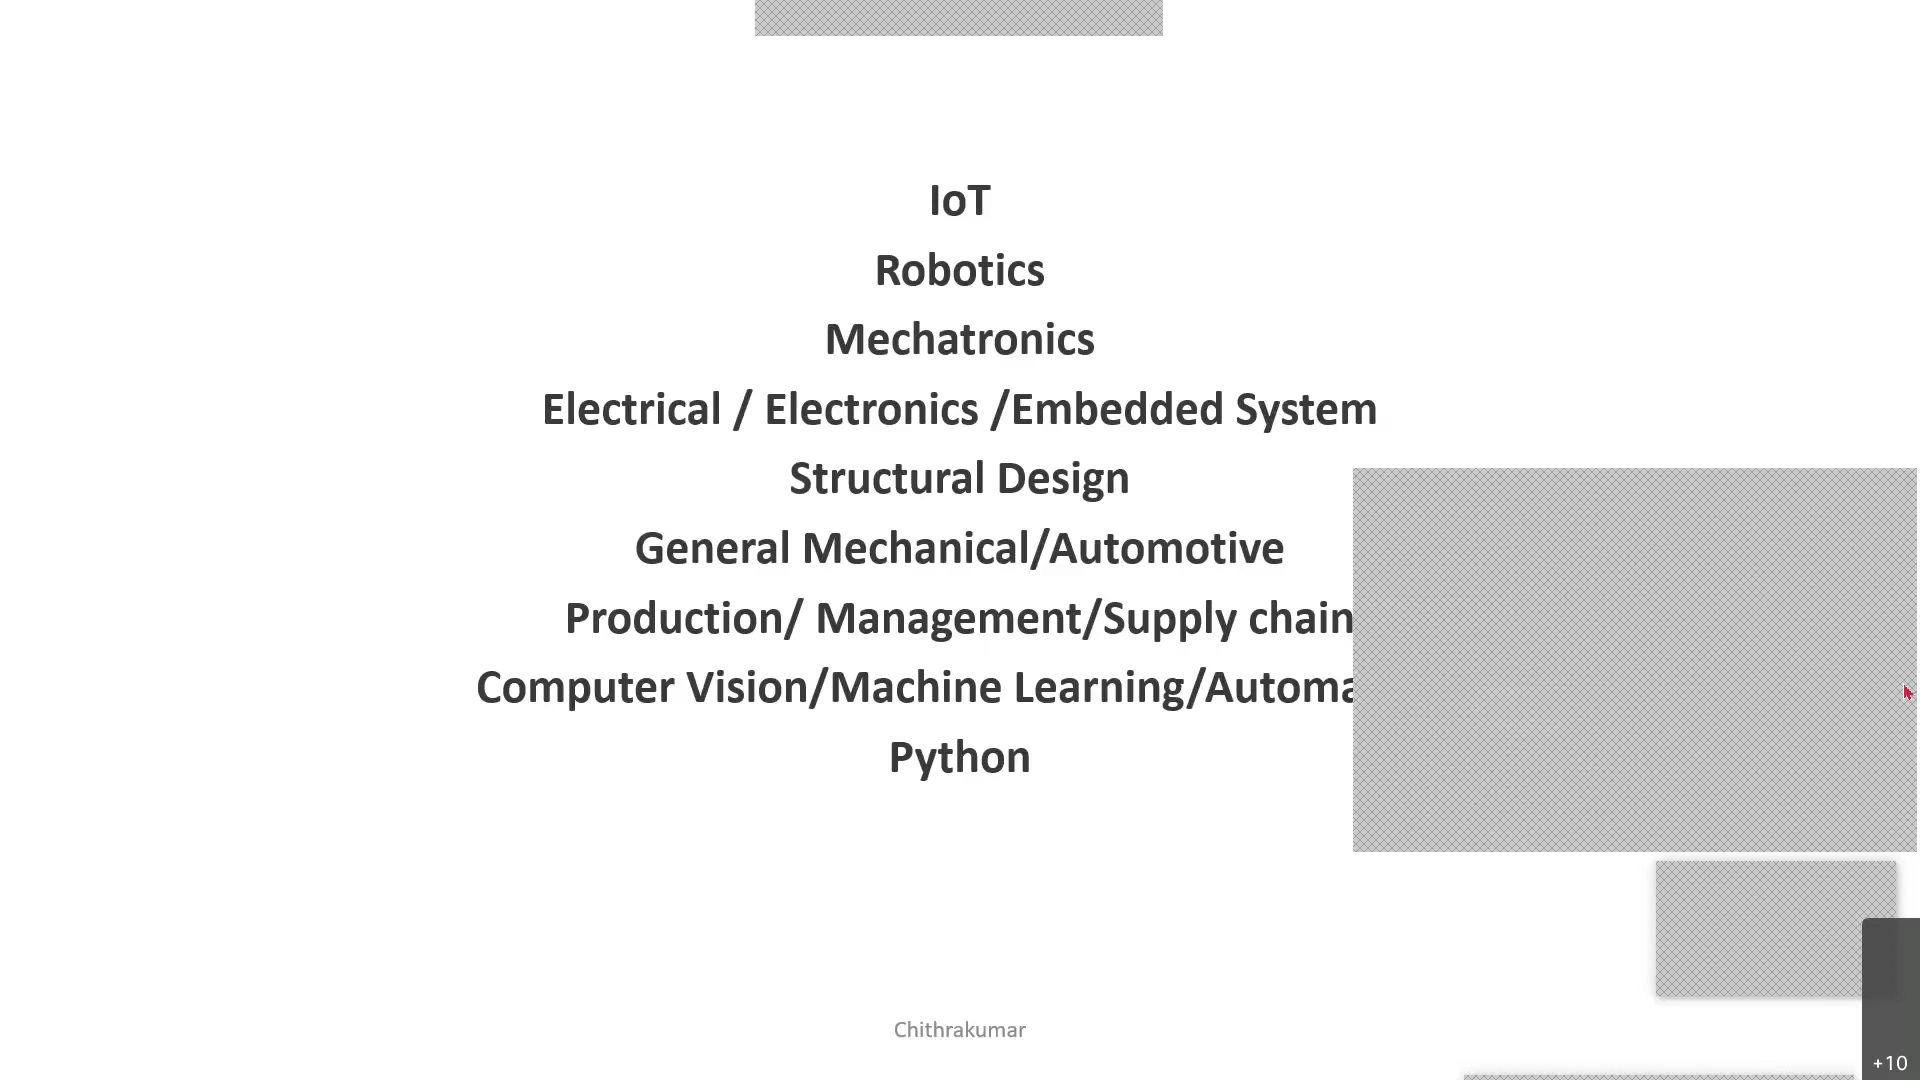 IoT
Robotics
Mechatronics
Electrical / Electronics /Embedded System
Structural Design
General Mechanical/Automotive
Production/ Management/Supply chain
Computer Vision/Machine Learning/
Python
Chithrakumar
+10